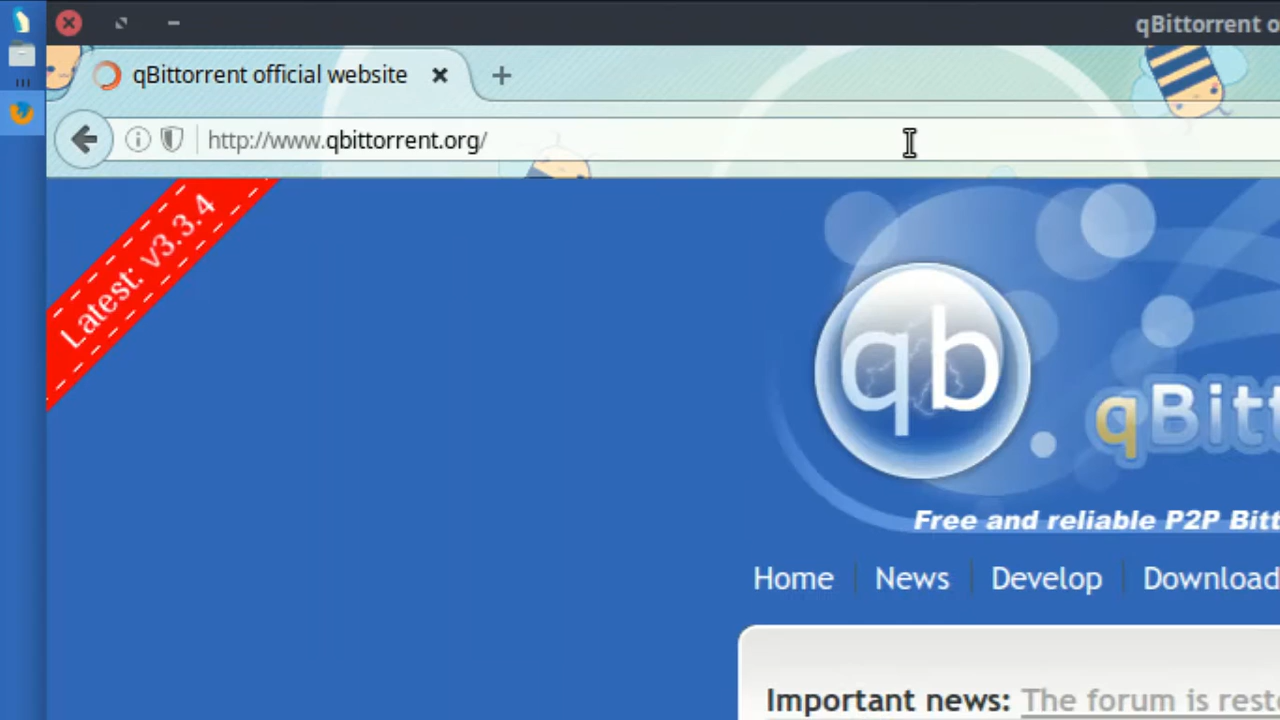 qBittorrent o
qBittorrent official website
http://www.qbittorrent.org/
Latest: v3.3.4
qb
qBitt
Free and reliable P2P Bitt
Home News Develop Download
Important news: The forum is resto